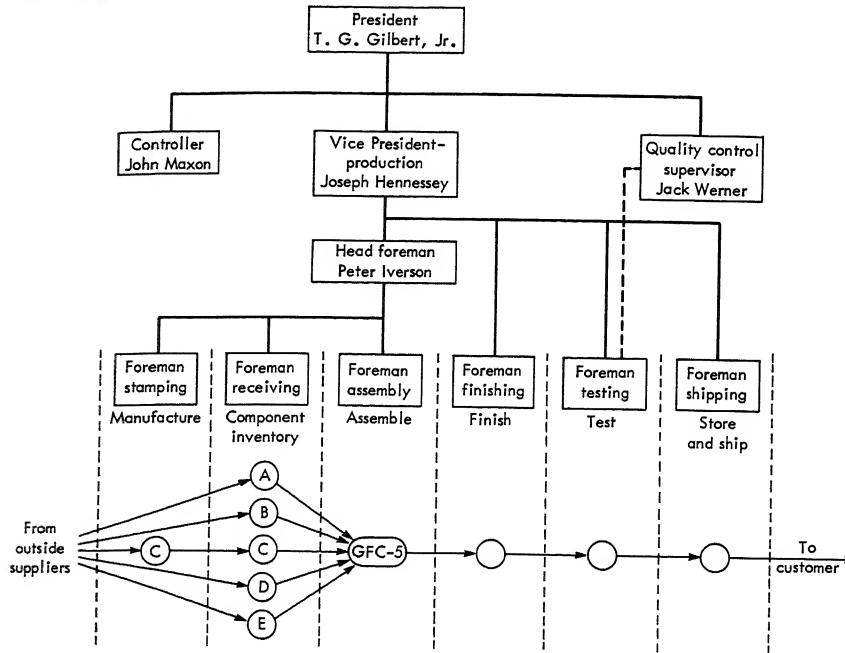 President
T. G. Gilbert, Jr.
Controller
John Maxon
Vice President–
production
Joseph Hennessey
Quality control
supervisor
Jack Werner
Head foreman
Peter Iverson
Foreman
stamping
Foreman
receiving
Foreman
assembly
Foreman
finishing
Foreman
testing
Foreman
shipping
Manufacture
Component
inventory
Assemble
Finish
Test
Store
and ship
From
outside
suppliers
A
B
C
C
D
E
GFC-5
To
customer